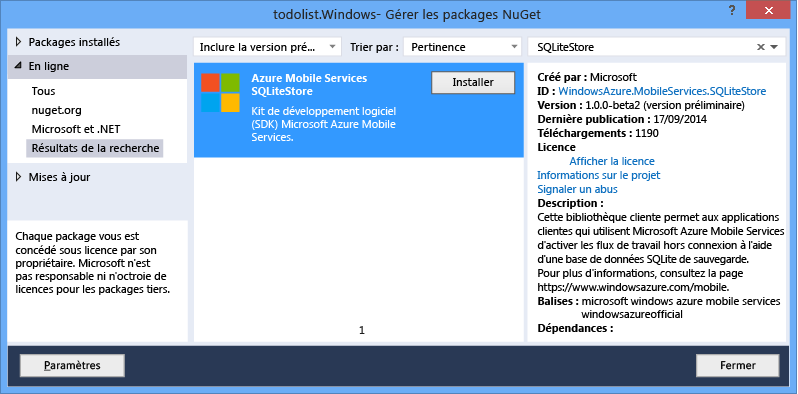 todolist.Windows- Gérer les packages NuGet
?
Packages installés
En ligne
Tous
nuget.org
Microsoft et .NET
Résultats de la recherche
Mises à jour
Chaque package vous est
concédé sous licence par son
propriétaire. Microsoft n'est
pas responsable ni n'octroie de
licences pour les packages tiers.
Inclure la version pré...
Trier par :
Pertinence
Azure Mobile Services
SQLiteStore
Installer
Kit de développement logiciel
(SDK) Microsoft Azure Mobile
Services.
1
SQLiteStore
Créé par : Microsoft
ID : WindowsAzure.MobileServices.SQLiteStore
Version : 1.0.0-beta2 (version préliminaire)
Dernière publication : 17/09/2014
Téléchargements : 1190
Licence
Afficher la licence
Informations sur le projet
Signaler un abus
Description :
Cette bibliothèque cliente permet aux applications
clientes qui utilisent Microsoft Azure Mobile Services
d'activer les flux de travail hors connexion à l'aide
d'une base de données SQLite de sauvegarde.
Pour plus d'informations, consultez la page
https://www.windowsazure.com/mobile.
Balises : microsoft windows azure mobile services
windowsazureofficial
Dépendances :
Paramètres
Fermer